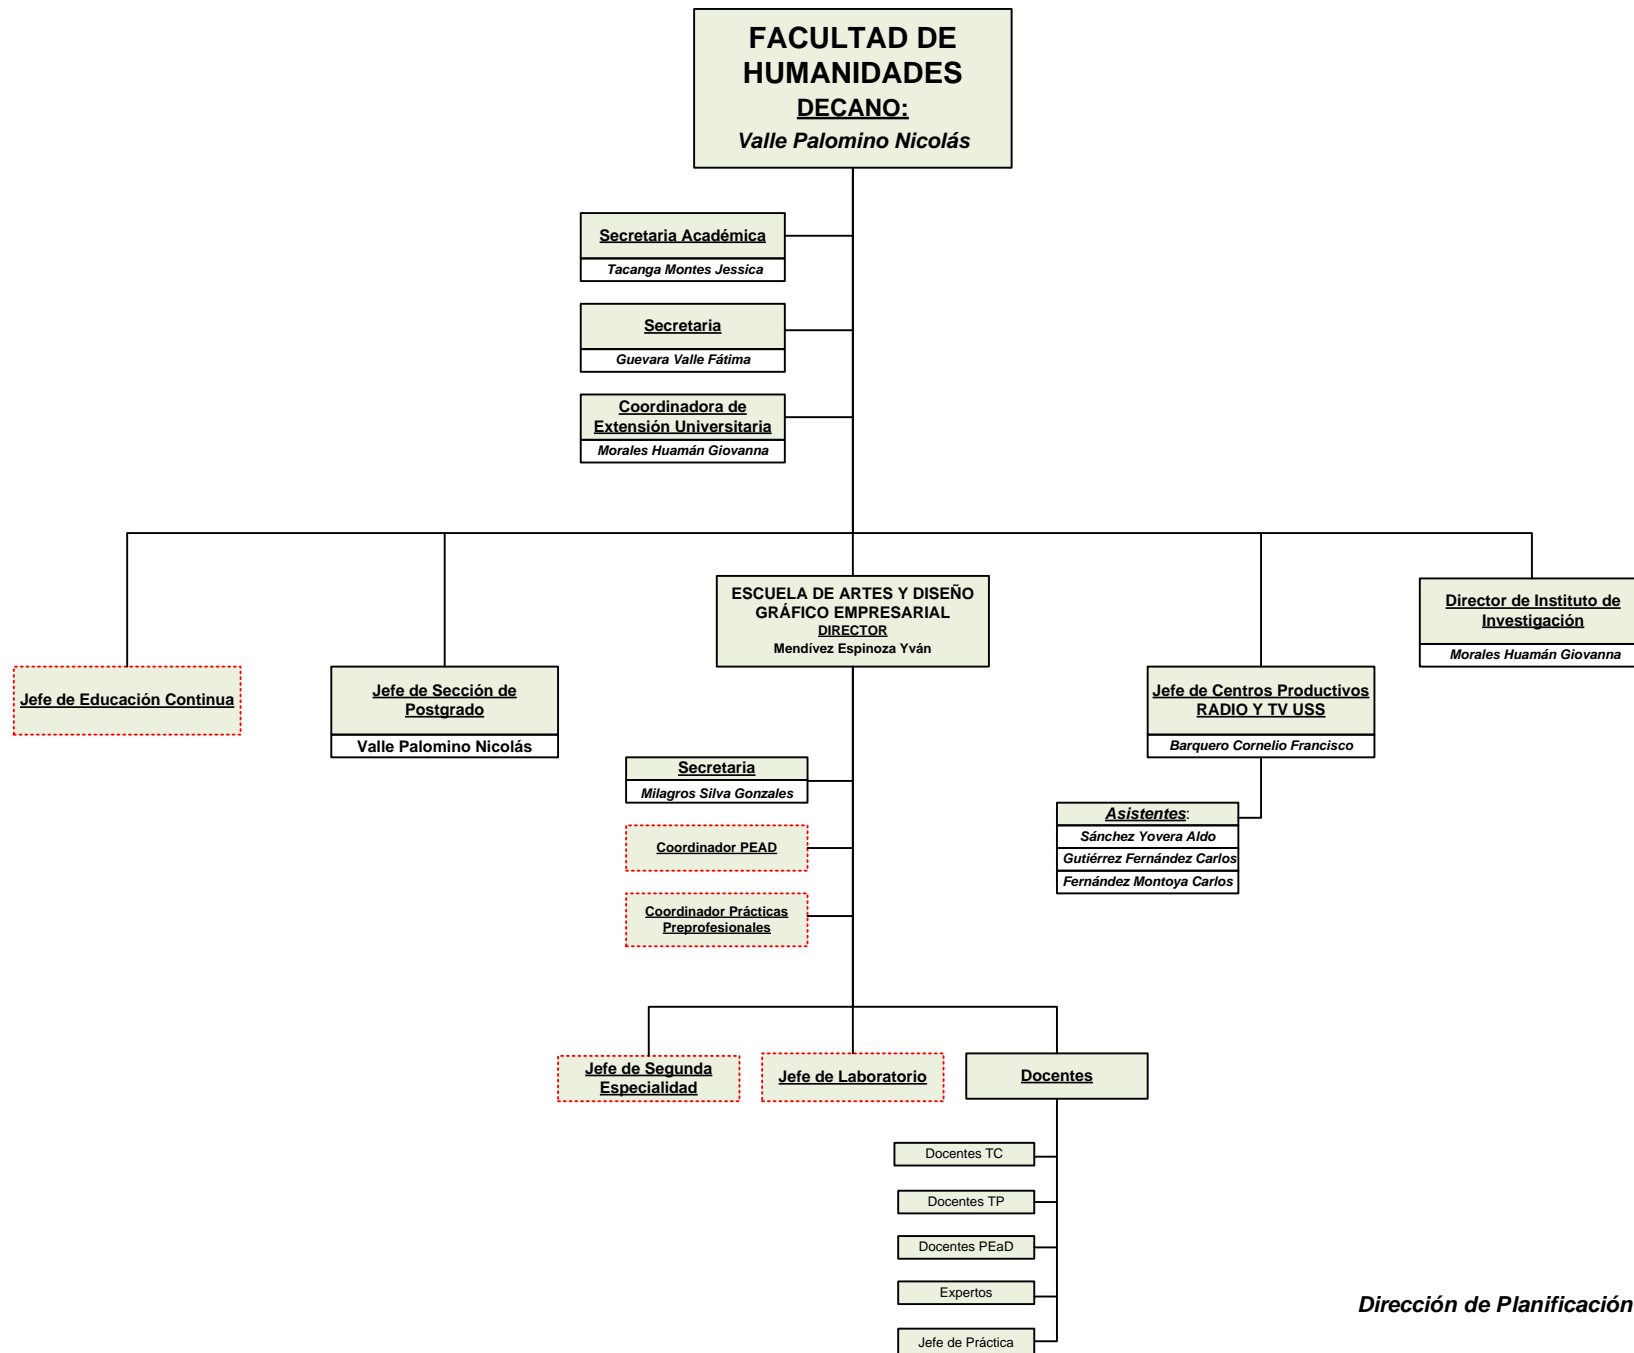 FACULTAD DE
HUMANIDADES
DECANO:
Valle Palomino Nicolás
Secretaria Académica
Tacanga Montes Jessica
Secretaria
Guevara Valle Fátima
Coordinadora de
Extensión Universitaria
Morales Huamán Giovanna
ESCUELA DE ARTES Y DISEÑO
GRÁFICO EMPRESARIAL
DIRECTOR
Mendívez Espinoza Yván
Director de Instituto de
Investigación
Morales Huamán Giovanna
Jefe de Educación Continua
Jefe de Sección de
Postgrado
Valle Palomino Nicolás
Jefe de Centros Productivos
RADIO Y TV USS
Barquero Cornelio Francisco
Secretaria
Milagros Silva Gonzales
Coordinador PEAD
Coordinador Prácticas
Preprofesionales
Asistentes:
Sánchez Yovera Aldo
Gutiérrez Fernández Carlos
Fernández Montoya Carlos
Jefe de Segunda
Especialidad
Jefe de Laboratorio
Docentes
Docentes TC
Docentes TP
Docentes PEaD
Expertos
Jefe de Práctica
Dirección de Planificación